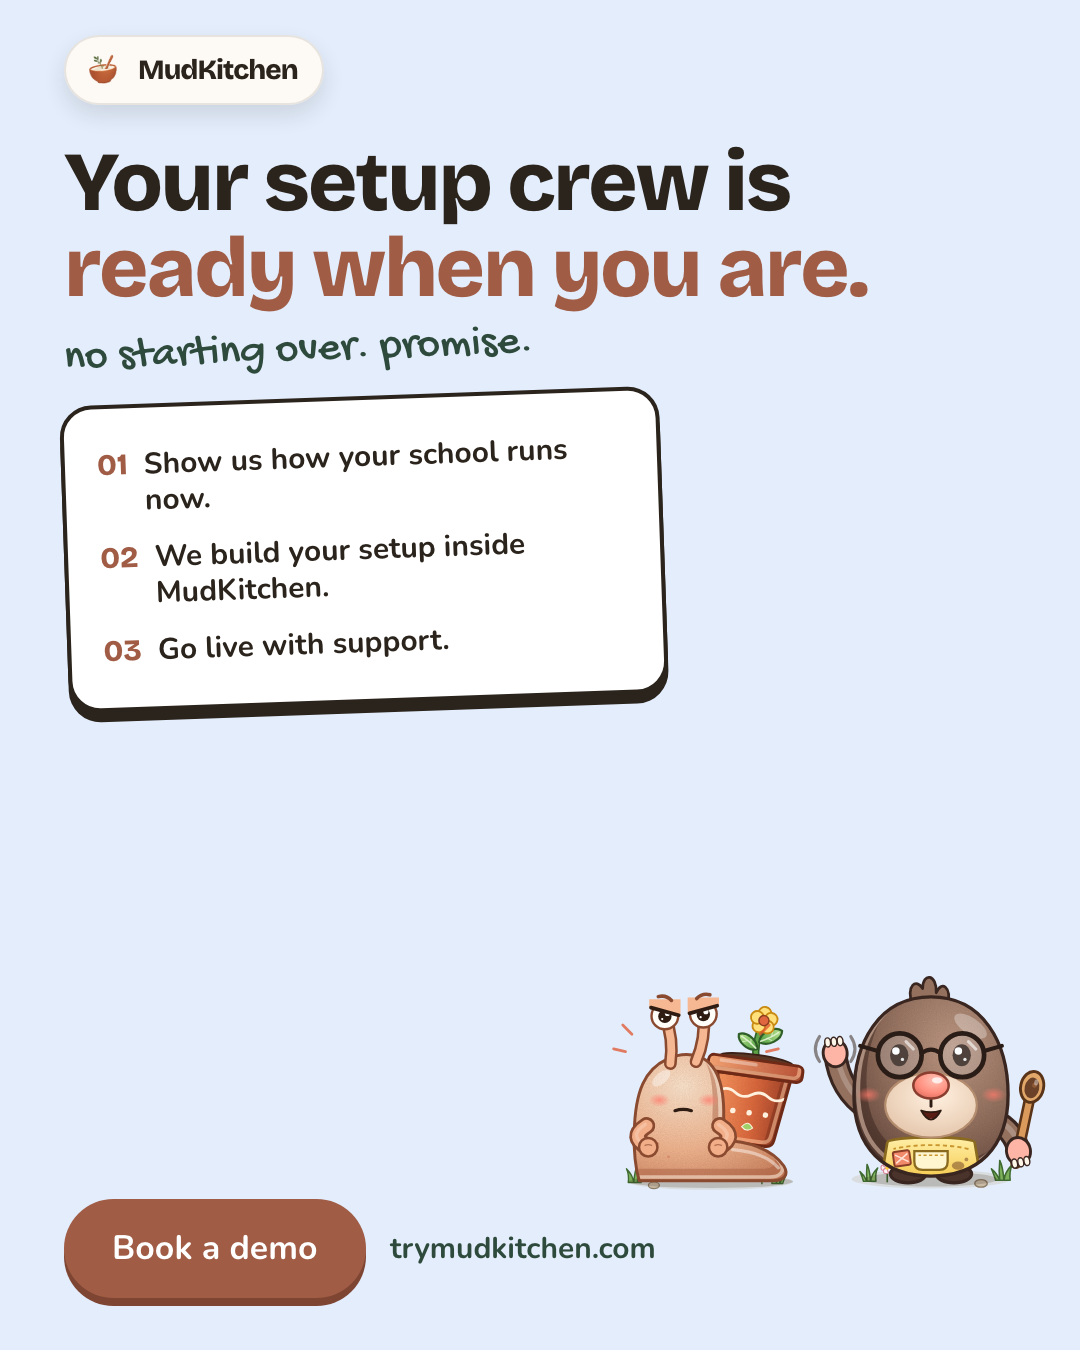 MudKitchen
Your setup crew is
ready when you are.
no starting over. promise.
01 Show us how your school runs
now.
02 We build your setup inside
MudKitchen.
03 Go live with support.
Book a demo
trymudkitchen.com